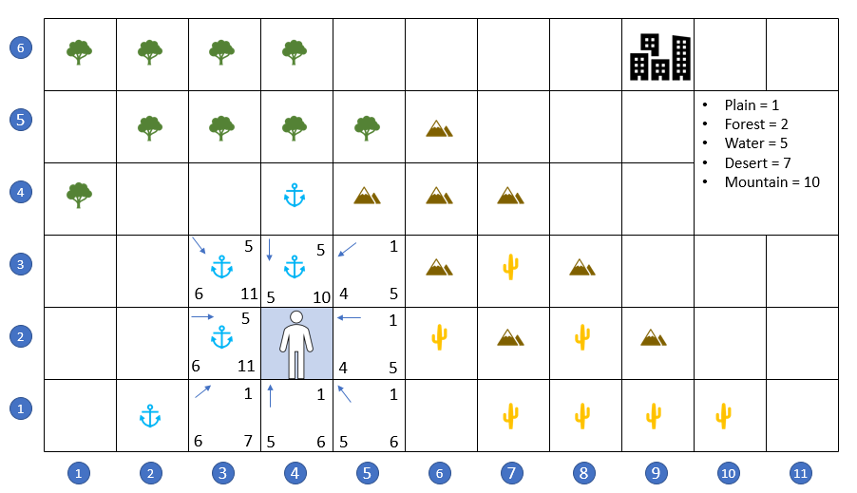 6
5
• Plain = 1
• Forest = 2
• Water = 5
• Desert = 7
• Mountain = 10
4
3
5 5 1
6 11 5 10 4 5
2
5 1
6 11 4 5
1
1 1 1
6 7 5 6 5 6
1 2 3 4 5 6 7 8 9 10 11